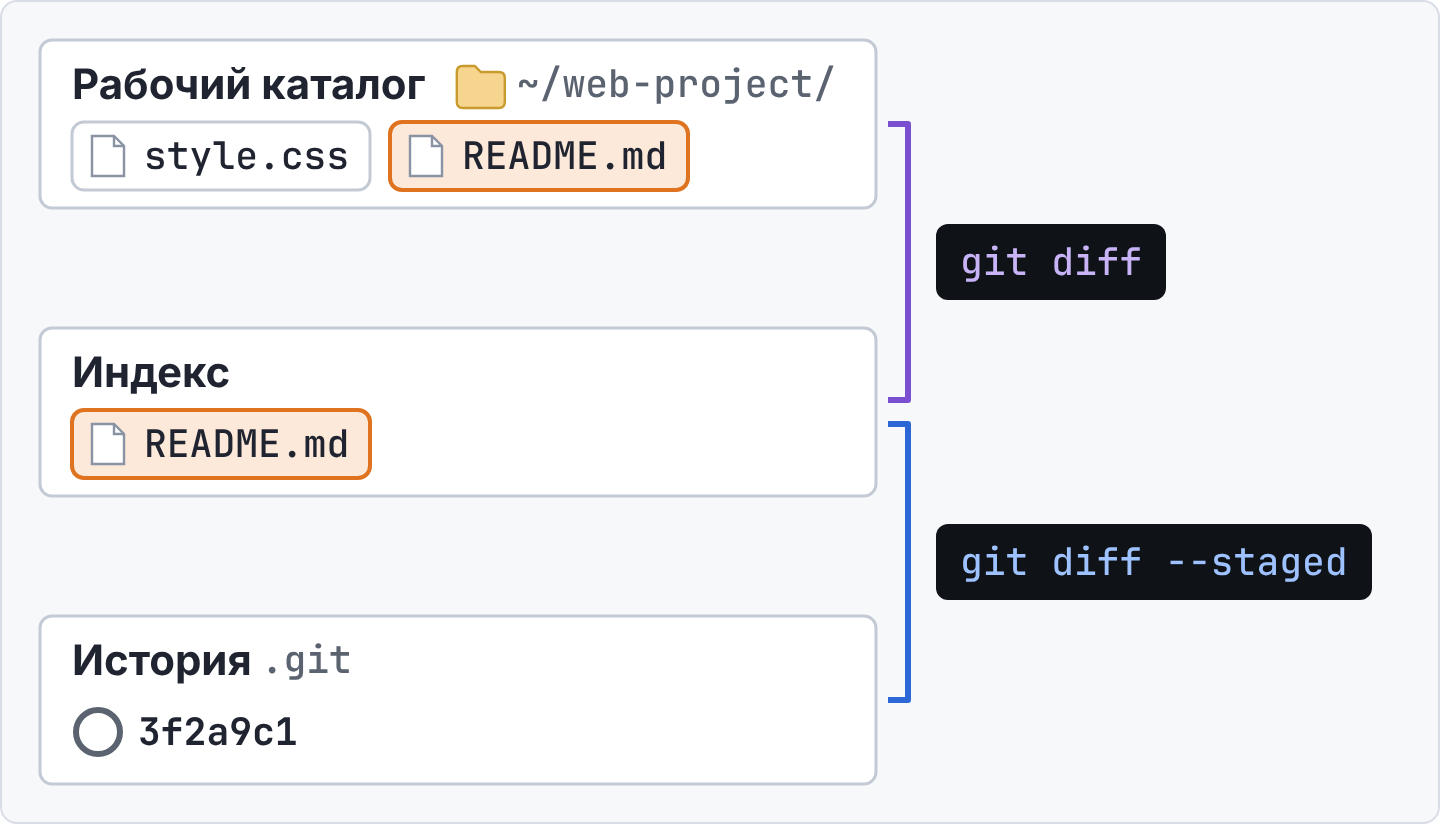 Рабочий каталог ~/web-project/
style.css README.md
git diff
Индекс
README.md
git diff --staged
История .git
3f2a9c1